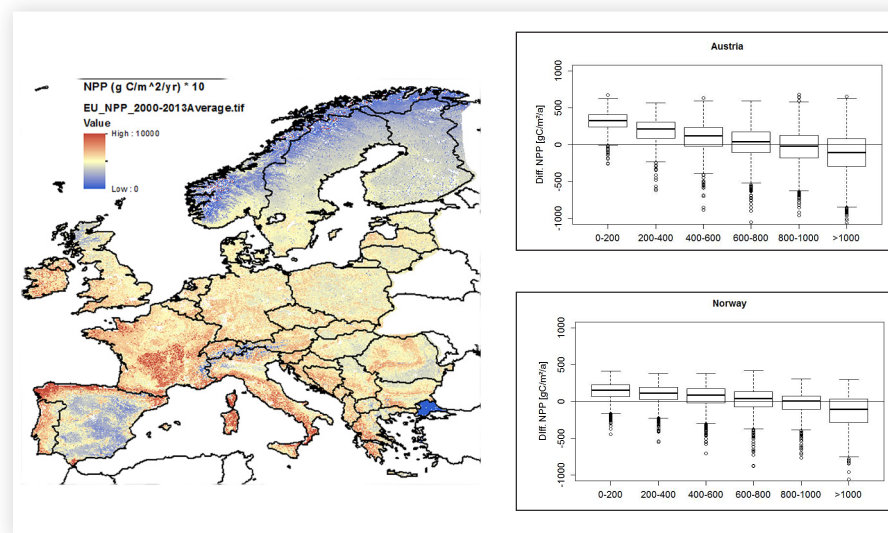 NPP (g C/m^2/yr) * 10
EU_NPP_2000-2013Average.tif
Value
High : 10000
Low : 0
Austria
Diff. NPP [gC/m²/a]
1000
500
0
-500
-1000
0-200 200-400 400-600 600-800 800-1000 >1000
Norway
Diff. NPP [gC/m²/a]
1000
500
0
-500
-1000
0-200 200-400 400-600 600-800 800-1000 >1000